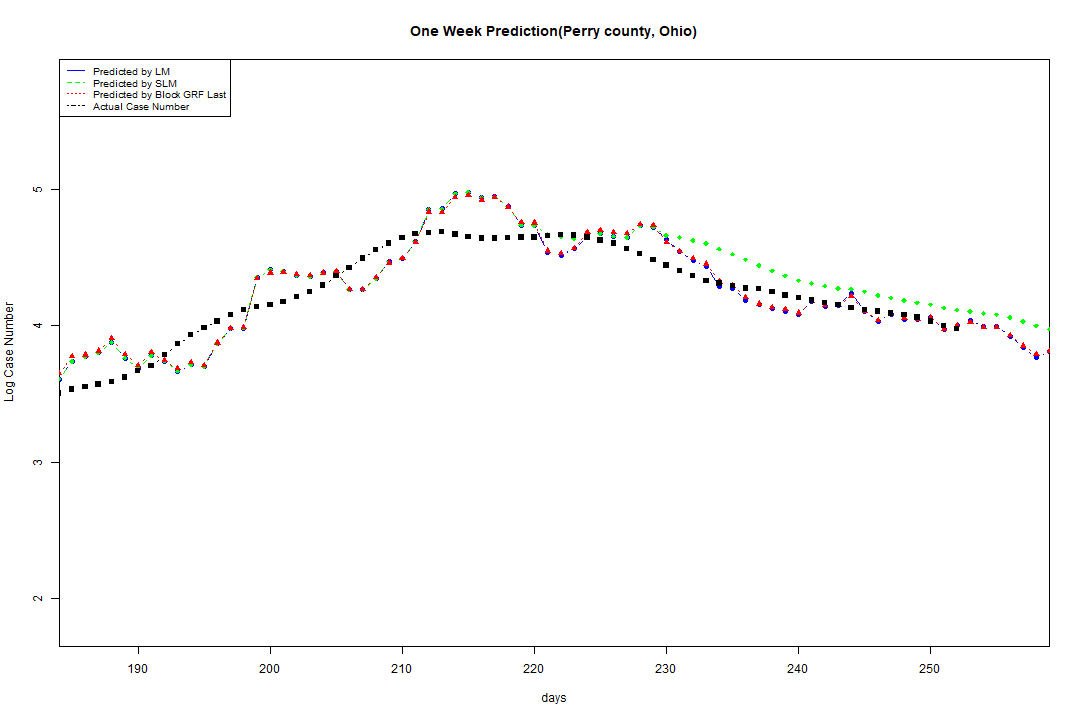 One Week Prediction(Perry county, Ohio)
Predicted by LM
Predicted by SLM
Predicted by Block GRF Last
Actual Case Number
Log Case Number
5
4
3
2
190 200 210 220 230 240 250
days